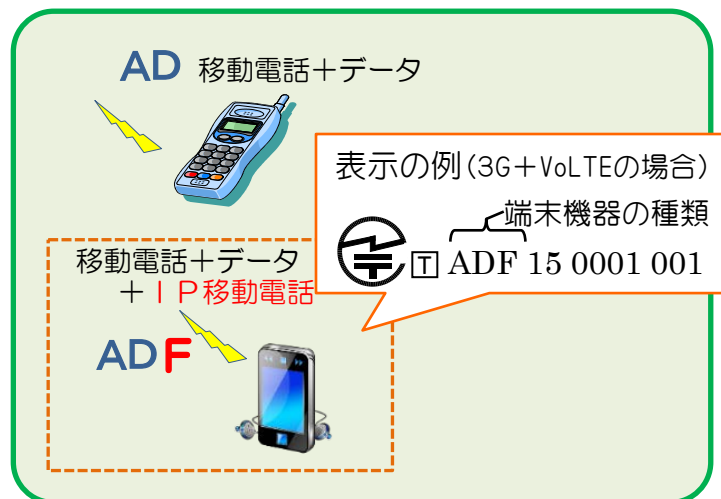 AD 移動電話+データ
表示の例(3G+VoLTEの場合)
端末機器の種類
T ADF 15 0001 001
移動電話+データ
+IP移動電話
ADF